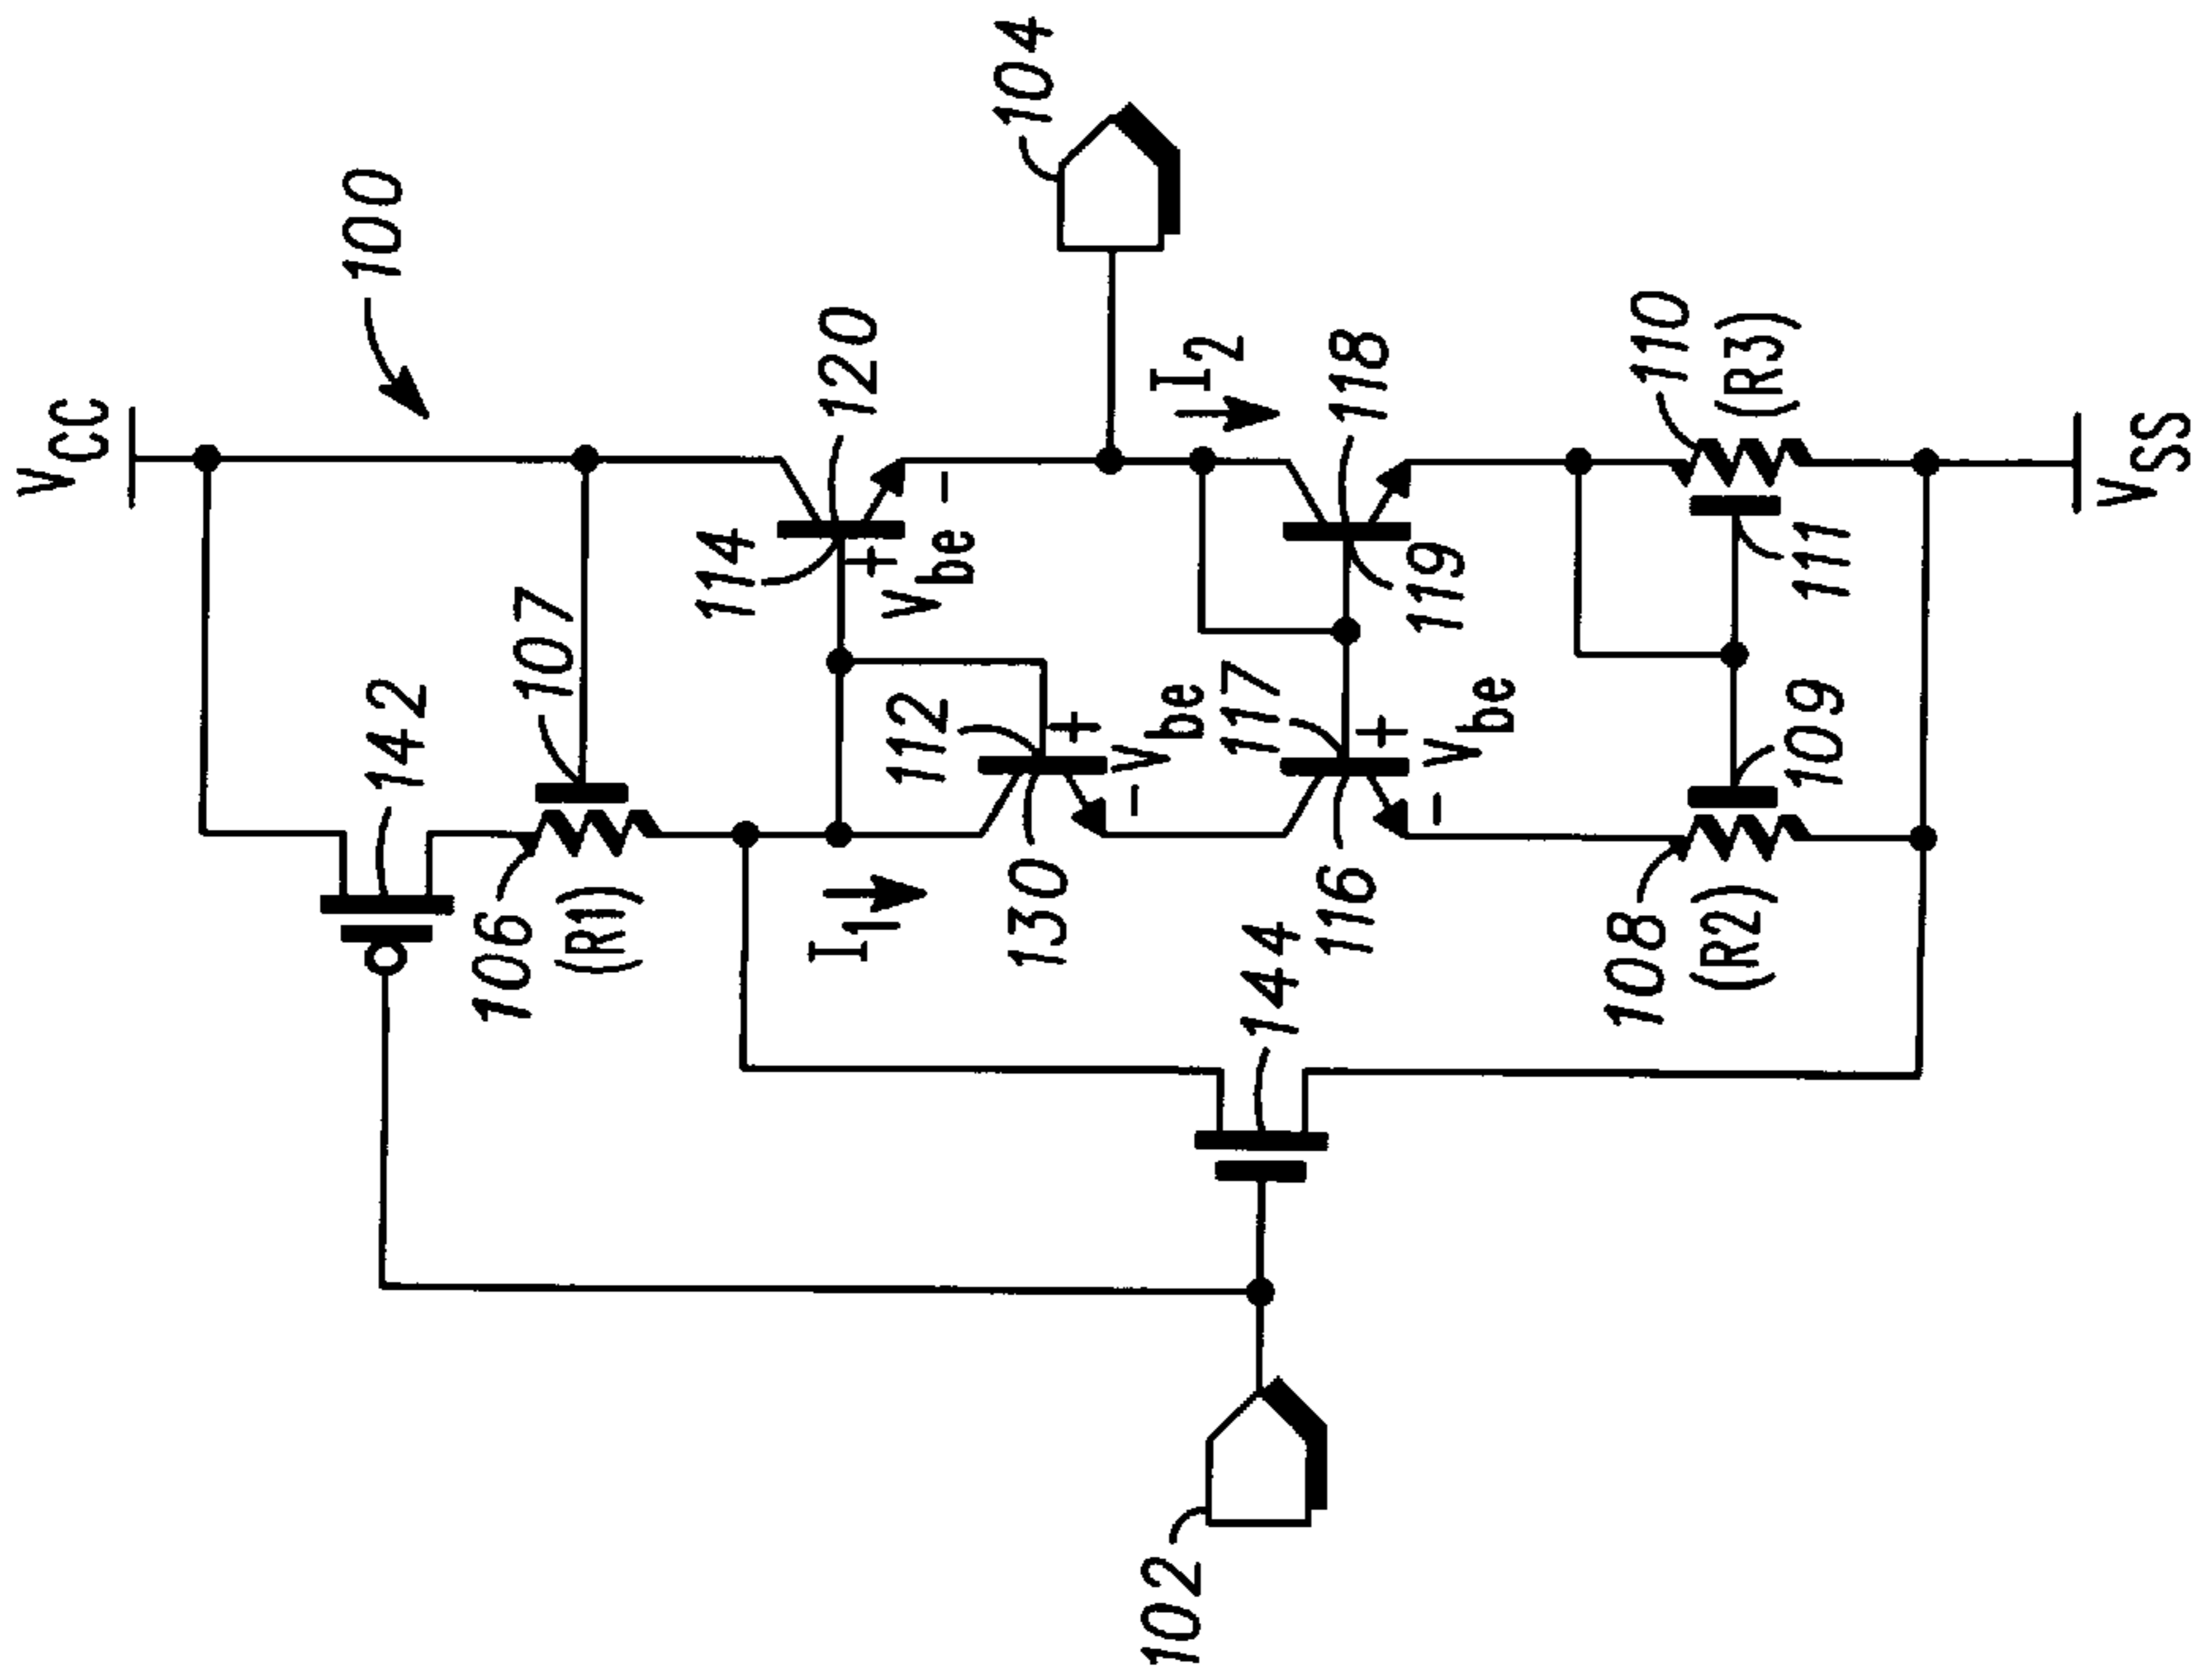 100
VCC
142
107
106
(R1)
114
120
Vbe
+
-
104
I1
112
130
+
Vbe
-
I2
117
116
+
Vbe
-
118
119
144
102
110
(R3)
111
109
108
(R2)
VSS